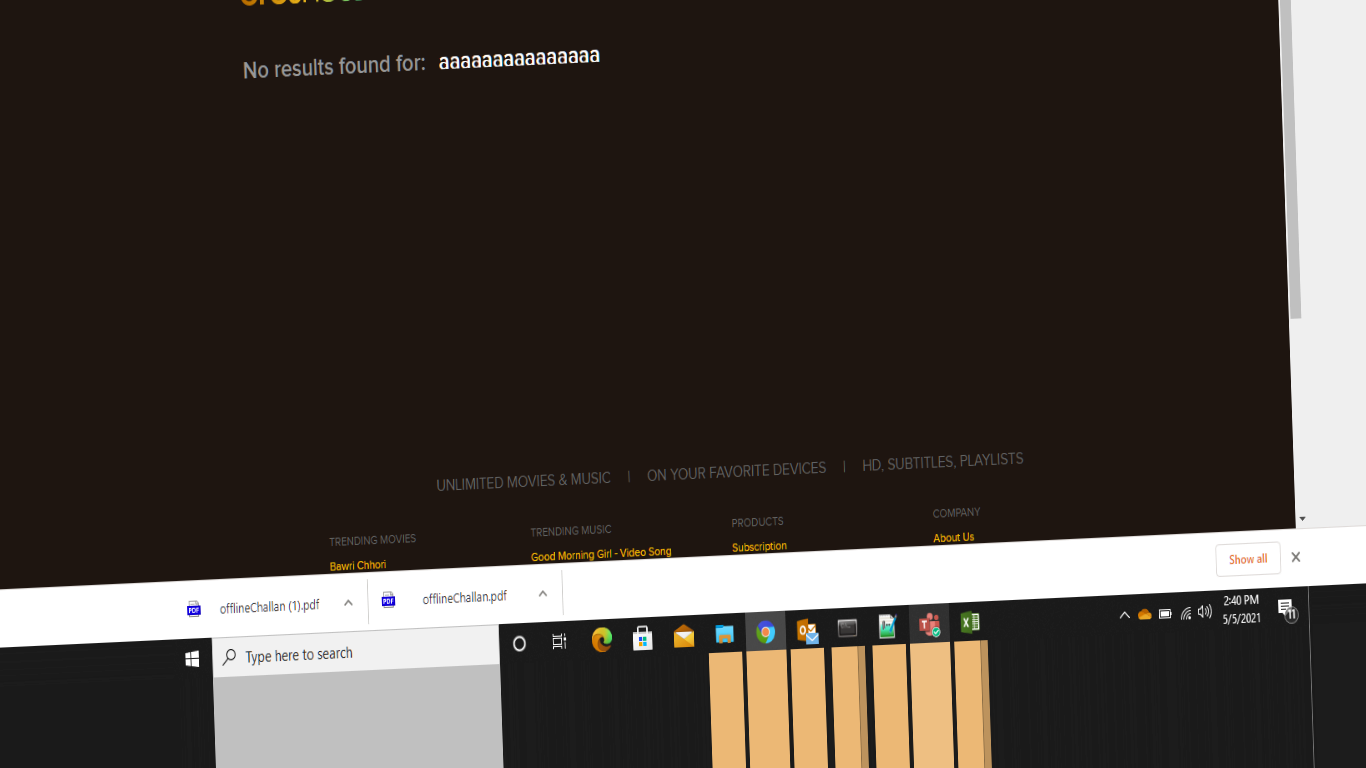 No results found for: aaaaaaaaaaaaaaa
UNLIMITED MOVIES & MUSIC | ON YOUR FAVORITE DEVICES | HD, SUBTITLES, PLAYLISTS
TRENDING MOVIES TRENDING MUSIC PRODUCTS COMPANY
Bawri Chhori Good Morning Girl - Video Song Subscription About Us
offlineChallan (1).pdf offlineChallan.pdf Show all
Type here to search
2:40 PM
5/5/2021
11